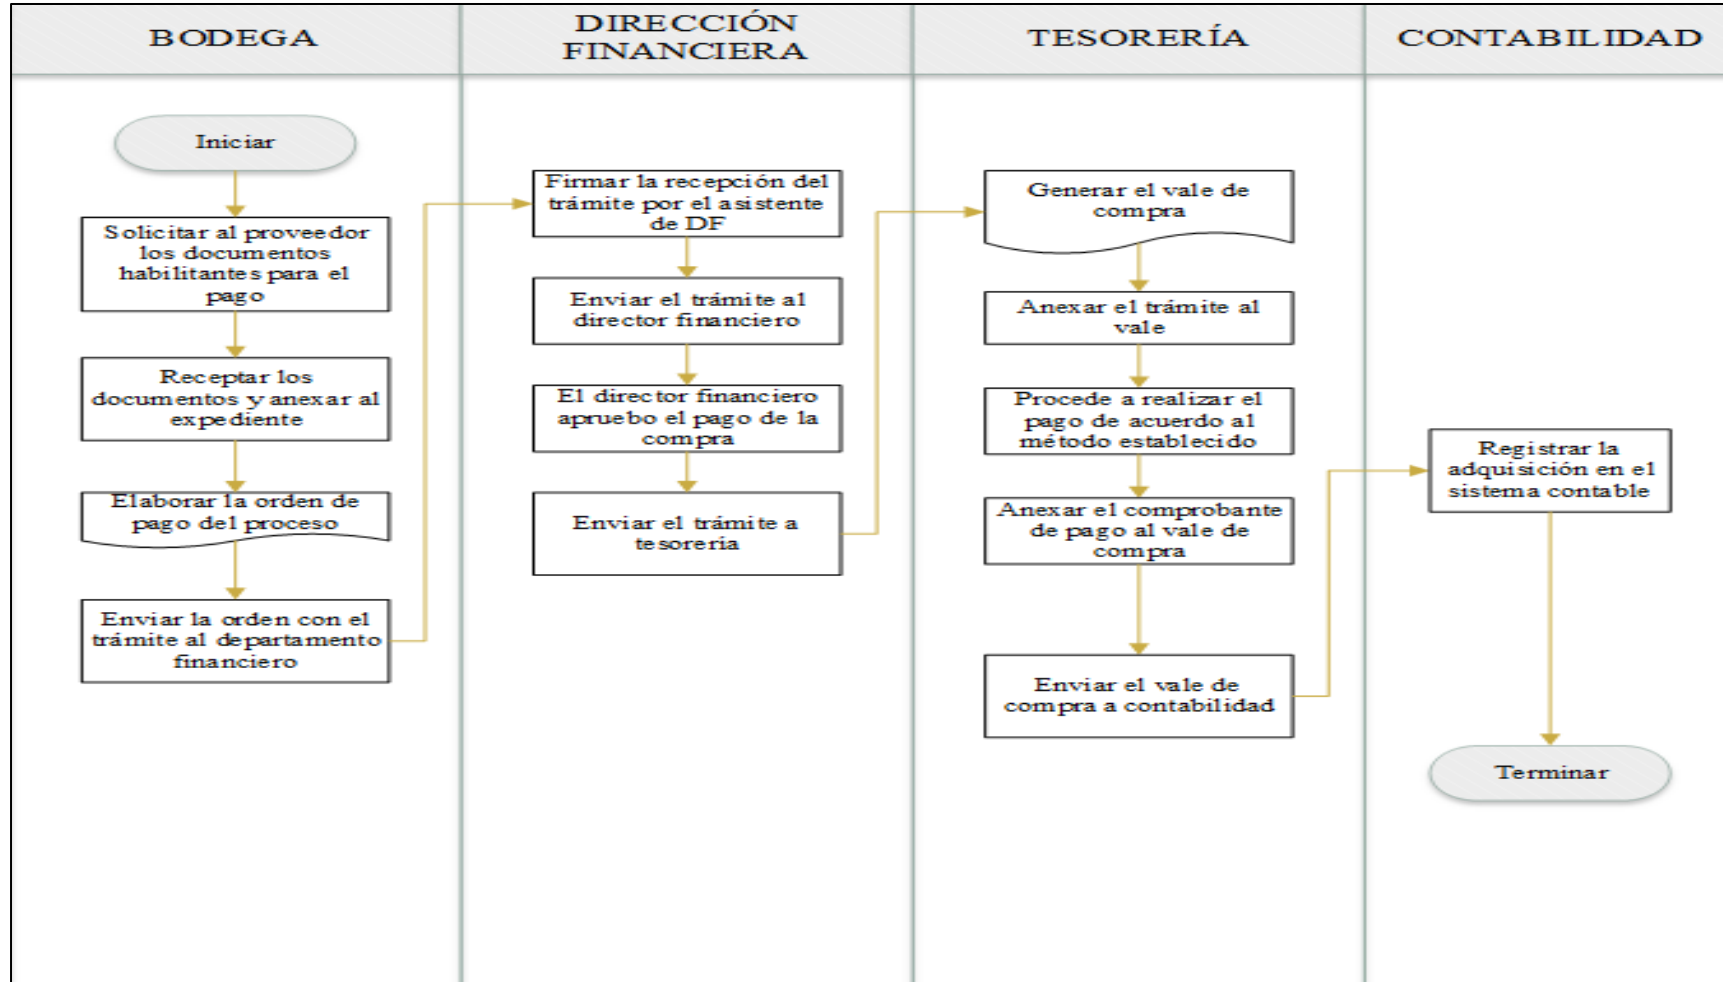 BODEGA
DIRECCIÓN
FINANCIERA
TESORERÍA
CONTABILIDAD
Iniciar
Solicitar al proveedor
los documentos
habilitantes para el
pago
Receptar los
documentos y anexar al
expediente
Elaborar la orden de
pago del proceso
Enviar la orden con el
trámite al departamento
financiero
Firmar la recepción del
trámite por el asistente
de DF
Enviar el trámite al
director financiero
El director financiero
apruebo el pago de la
compra
Enviar el trámite a
tesorería
Generar el vale de
compra
Anexar el trámite al
vale
Procede a realizar el
pago de acuerdo al
método establecido
Anexar el comprobante
de pago al vale de
compra
Enviar el vale de
compra a contabilidad
Registrar la
adquisición en el
sistema contable
Terminar